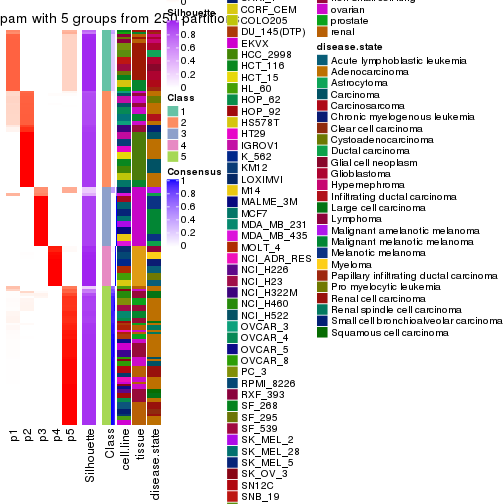 pam with 5 groups from 250 partitions
p1
p2
p3
p4
p5
Silhouette
Class
cell.line
tissue
disease.state
0
Silhouette
1
0.8
0.6
0.4
0.2
0
Class
1
2
3
4
5
Consensus
1
0.8
0.6
0.4
0.2
0
CCRF_CEM
COLO205
DU_145(DTP)
EKVX
HCC_2998
HCT_116
HCT_15
HL_60
HOP_62
HOP_92
HS578T
HT29
IGROV1
K_562
KM12
LOXIMVI
M14
MALME_3M
MCF7
MDA_MB_231
MDA_MB_435
MOLT_4
NCI_ADR_RES
NCI_H226
NCI_H23
NCI_H322M
NCI_H460
NCI_H522
OVCAR_3
OVCAR_4
OVCAR_5
OVCAR_8
PC_3
RPMI_8226
RXF_393
SF_268
SF_295
SF_539
SK_MEL_2
SK_MEL_28
SK_MEL_5
SK_OV_3
SN12C
SNB_19
ovarian
prostate
renal
disease.state
Acute lymphoblastic leukemia
Adenocarcinoma
Astrocytoma
Carcinoma
Carcinosarcoma
Chronic myelogenous leukemia
Clear cell carcinoma
Cystoadenocarcinoma
Ductal carcinoma
Glial cell neoplasm
Glioblastoma
Hypernephroma
Infiltrating ductal carcinoma
Large cell carcinoma
Lymphoma
Malignant amelanotic melanoma
Malignant melanotic melanoma
Melanotic melanoma
Myeloma
Papillary infiltrating ductal carcinoma
Pro myelocytic leukemia
Renal cell carcinoma
Renal spindle cell carcinoma
Small cell bronchioalveolar carcinoma
Squamous cell carcinoma